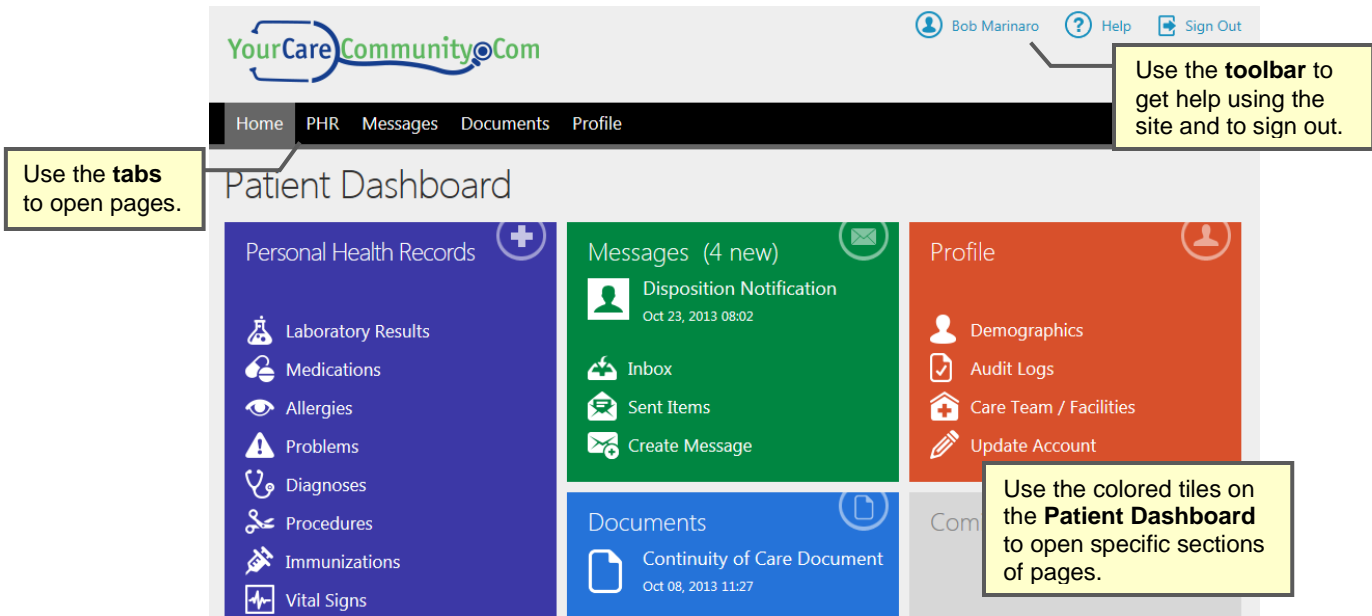 YourCareCommunity.Com
Bob Marinaro
Help
Sign Out
Use the toolbar to
get help using the
site and to sign out.
Home PHR Messages Documents Profile
Use the tabs
to open pages.
Patient Dashboard
Personal Health Records
Laboratory Results
Medications
Allergies
Problems
Diagnoses
Procedures
Immunizations
Vital Signs
Messages (4 new)
Disposition Notification
Oct 23, 2013 08:02
Inbox
Sent Items
Create Message
Documents
Continuity of Care Document
Oct 08, 2013 11:27
Profile
Demographics
Audit Logs
Care Team / Facilities
Update Account
Com
Use the colored tiles on
the Patient Dashboard
to open specific sections
of pages.